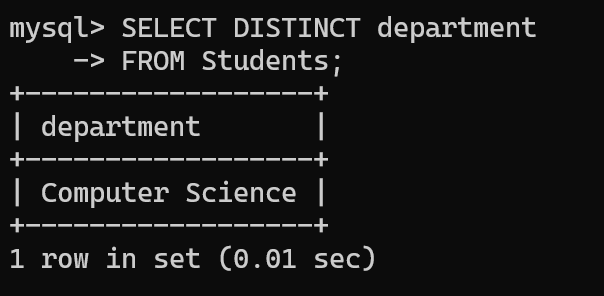 mysql> SELECT DISTINCT department
    -> FROM Students;
+------------------+
| department       |
+------------------+
| Computer Science |
+------------------+
1 row in set (0.01 sec)